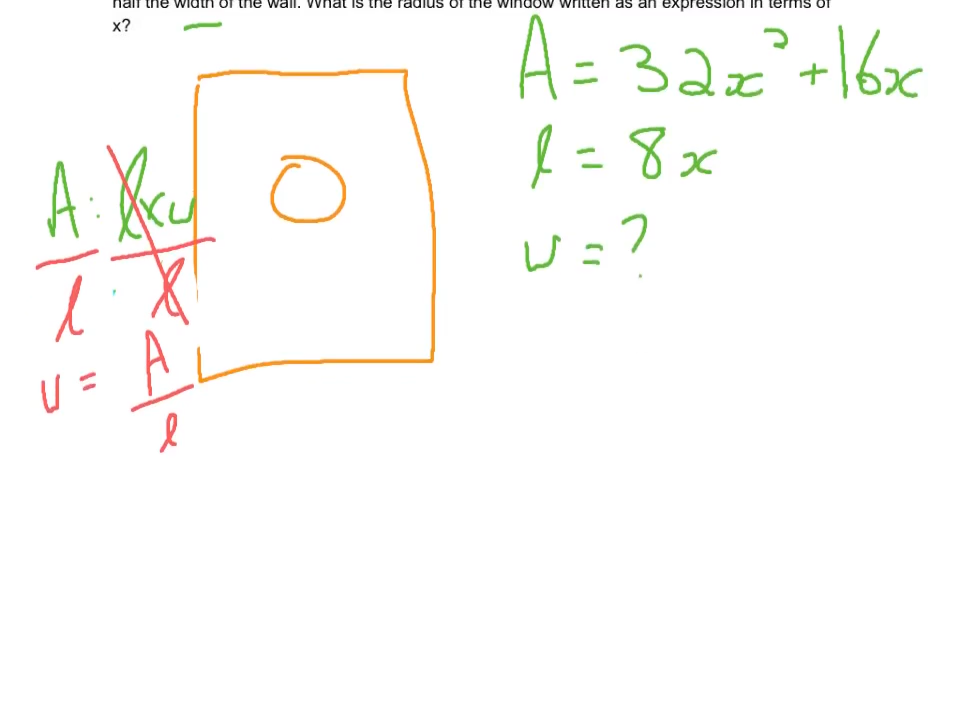 half the width of the wall. What is the radius of the window written as an expression in terms of
x?
A = 32x² + 16x
l = 8x
w = ?
A : l x w
l l
w = A
l